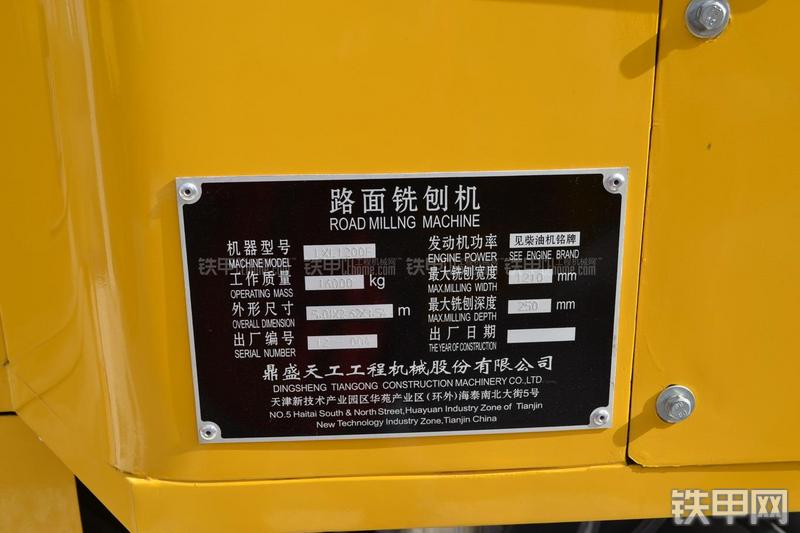 路面铣刨机
ROAD MILLNG MACHINE
机器型号
MACHINE MODEL
工作质量 16000 kg
OPERATING MASS
外形尺寸 m
OVERALL DIMENSION
出厂编号
SERIAL NUMBER
发动机功率 见柴油机铭牌
ENGINE POWER SEE ENGINE BRAND
最大铣刨宽度 1210 mm
MAX.MILLING WIDTH
最大铣刨深度 250 mm
MAX.MILLING DEPTH
出厂日期
THE YEAR OF CONSTRUCTION
鼎盛天工工程机械股份有限公司
DINGSHENG TIANGONG CONSTRUCTION MACHINERY CO.,LTD
天津新技术产业园区华苑产业区(环外)海泰南北大街5号
NO.5 Haitai South & North Street,Huayuan Industry Zone of Tianjin
New Technology Industry Zone,Tianjin China
铁甲网